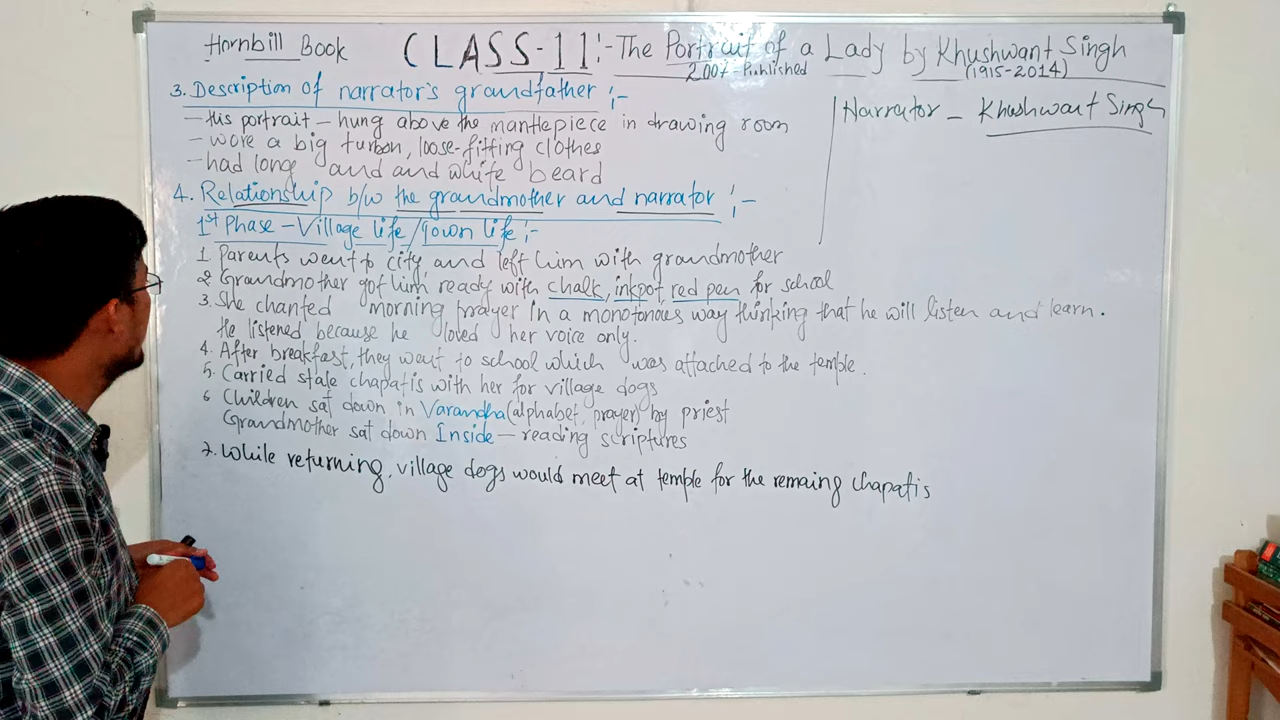 Hornbill Book CLASS-11:- The Portrait of a Lady by Khushwant Singh
2007-Published (1915-2014)
3. Description of narrator's grandfather :-
Narrator - Khushwant Singh
- His portrait - hung above the mantlepiece in drawing room
- wore a big turban, loose-fitting clothes
- had long and and white beard
4. Relationship b/w the grandmother and narrator :-
1st Phase - Village life / Town life :-
1. Parents went to city, and left him with grandmother
2 Grandmother got him ready with chalk, inkpot, red pen for school
3. She chanted morning prayer in a monotonous way thinking that he will listen and learn.
He listened because he loved her voice only.
4. After breakfast, they went to school which was attached to the temple.
5. Carried stale chapatis with her for village dogs
6 Children sat down in Varandha (alphabet, prayer) by priest
Grandmother sat down Inside - reading scriptures
7. While returning, village dogs would meet at temple for the remaing chapatis